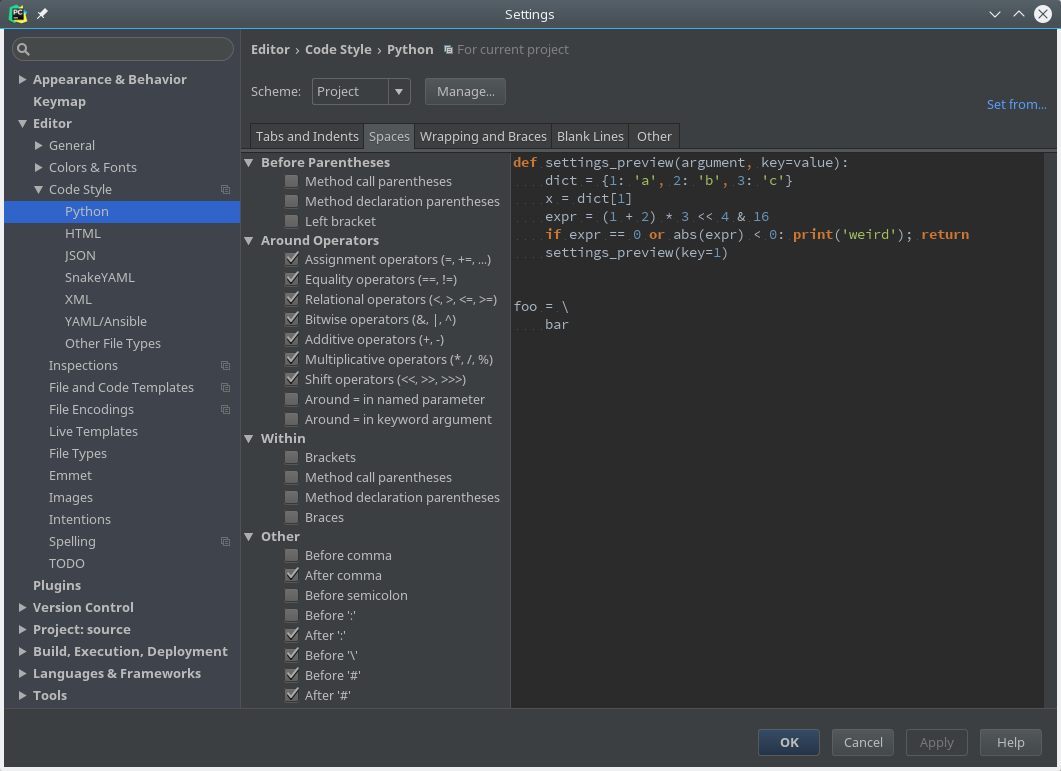 PC
Settings
Editor › Code Style › Python For current project
Scheme: Project Manage...
Set from...
Tabs and Indents Spaces Wrapping and Braces Blank Lines Other
Appearance & Behavior
Keymap
Editor
General
Colors & Fonts
Code Style
Python
HTML
JSON
SnakeYAML
XML
YAML/Ansible
Other File Types
Inspections
File and Code Templates
File Encodings
Live Templates
File Types
Emmet
Images
Intentions
Spelling
TODO
Plugins
Version Control
Project: source
Build, Execution, Deployment
Languages & Frameworks
Tools
Before Parentheses
Method call parentheses
Method declaration parentheses
Left bracket
Around Operators
Assignment operators (=, +=, ...)
Equality operators (==, !=)
Relational operators (<, >, <=, >=)
Bitwise operators (&, |, ^)
Additive operators (+, -)
Multiplicative operators (*, /, %)
Shift operators (<<, >>, >>>)
Around = in named parameter
Around = in keyword argument
Within
Brackets
Method call parentheses
Method declaration parentheses
Braces
Other
Before comma
After comma
Before semicolon
Before ':'
After ':'
Before '\'
Before '#'
After '#'
def settings_preview(argument, key=value):
    dict = {1: 'a', 2: 'b', 3: 'c'}
    x = dict[1]
    expr = (1 + 2) * 3 << 4 & 16
    if expr == 0 or abs(expr) < 0: print('weird'); return
    settings_preview(key=1)
foo = \
    bar
OK Cancel Apply Help